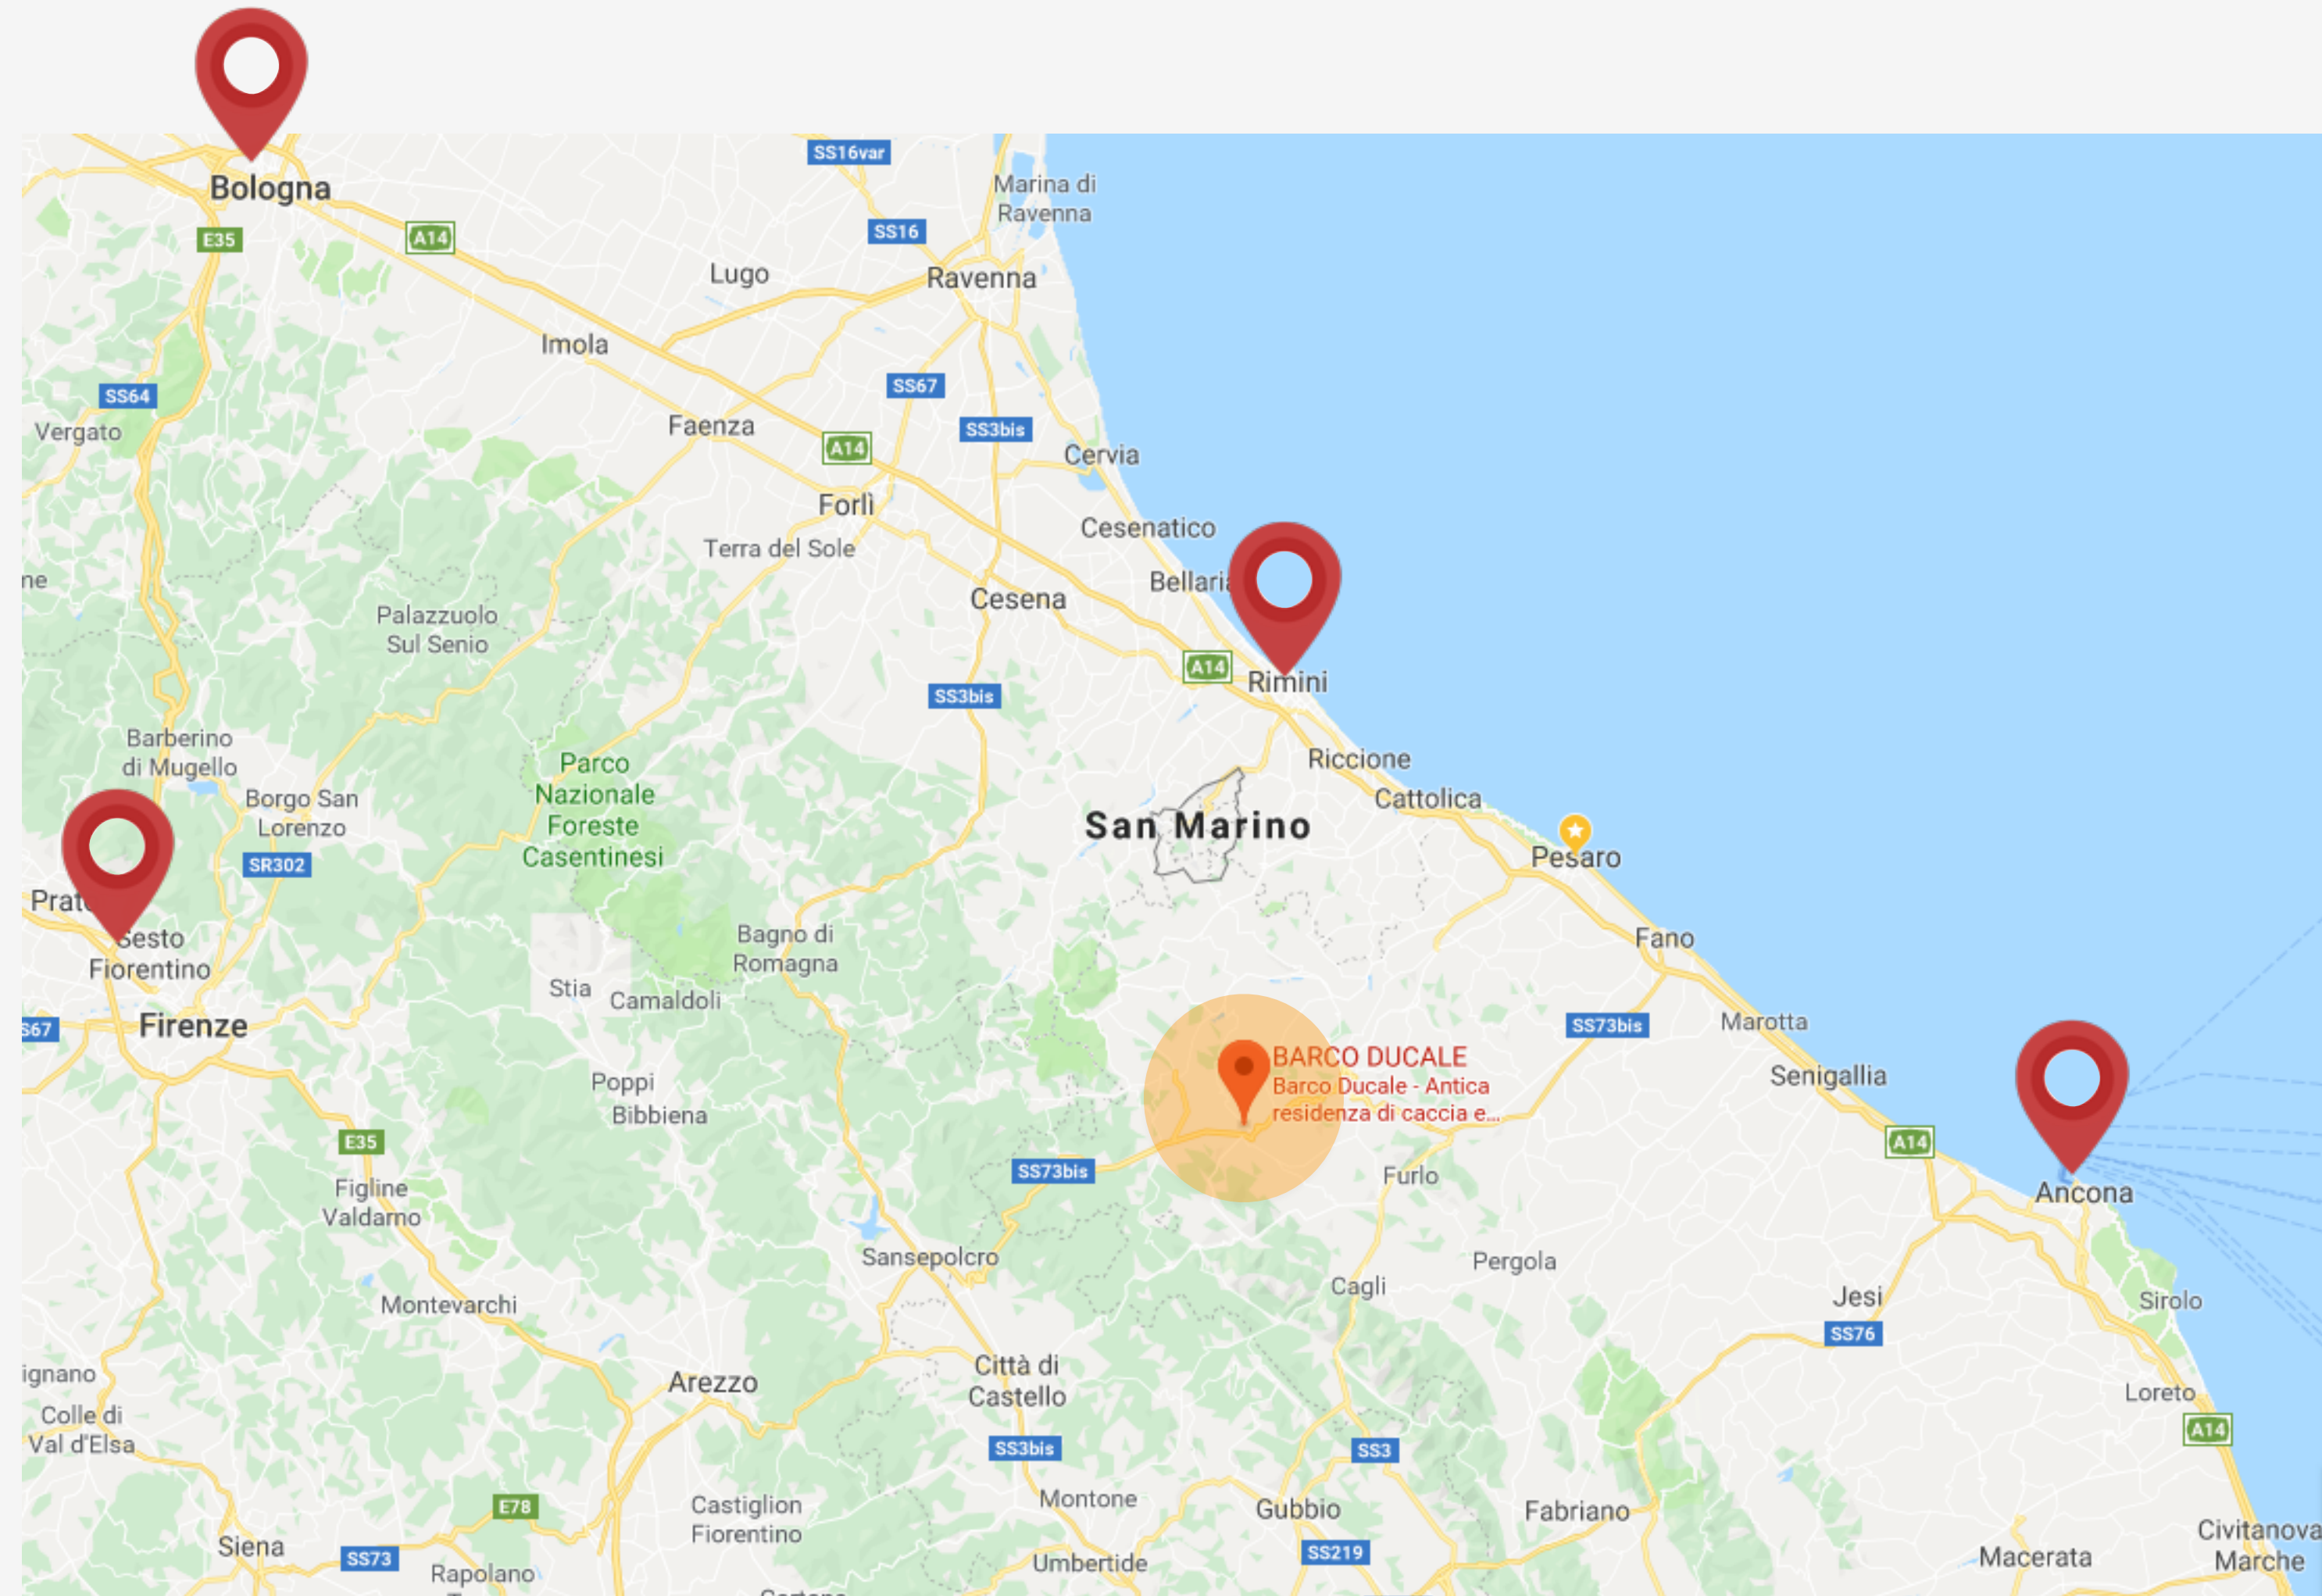 SS16var
Marina di
Ravenna
Bologna
SS16
E35
A14
Lugo
Ravenna
Imola
SS67
SS64
Faenza
SS3bis
Vergato
A14
Cervia
Forlì
Cesenatico
Terra del Sole
Bellaria
ne
Cesena
Palazzuolo
Sul Senio
A14
Rimini
SS3bis
Barberino
di Mugello
Parco
Nazionale
Foreste
Casentinesi
Riccione
Borgo San
Lorenzo
Cattolica
San Marino
SR302
Pesaro
Prato
Sesto
Fiorentino
Bagno di
Romagna
Fano
Stia
Camaldoli
Firenze
S67
SS73bis
Marotta
BARCO DUCALE
Barco Ducale - Antica
residenza di caccia e...
Senigallia
Poppi
Bibbiena
E35
A14
SS73bis
Furlo
Figline
Valdarno
Ancona
Sansepolcro
Pergola
Cagli
Jesi
Sirolo
Montevarchi
SS76
ignano
Città di
Castello
Arezzo
Loreto
Colle di
Val d'Elsa
A14
SS3bis
SS3
Montone
E78
Castiglion
Fiorentino
Gubbio
Fabriano
Civitanova
Marche
Siena
SS73
SS219
Macerata
Umbertide
Rapolano